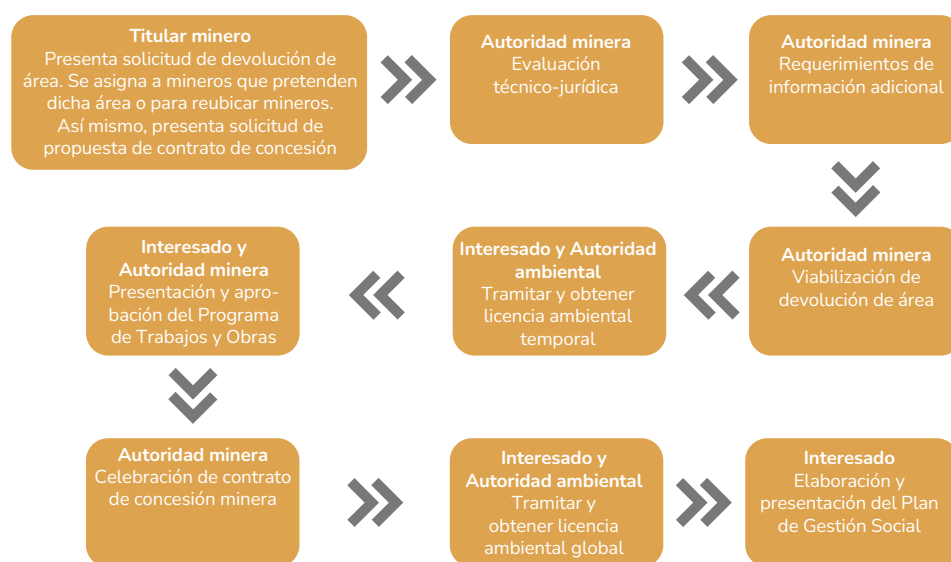 Titular minero
Presenta solicitud de devolución de
área. Se asigna a mineros que pretenden
dicha área o para reubicar mineros.
Así mismo, presenta solicitud de
propuesta de contrato de concesión
Autoridad minera
Evaluación
técnico-jurídica
Autoridad minera
Requerimientos de
información adicional
Autoridad minera
Viabilización de
devolución de área
Interesado y Autoridad
ambiental
Tramitar y obtener
licencia ambiental
temporal
Interesado y
Autoridad minera
Presentación y apro-
bación del Programa
de Trabajos y Obras
Autoridad minera
Celebración de contrato
de concesión minera
Interesado y
Autoridad ambiental
Tramitar y
obtener licencia
ambiental global
Interesado
Elaboración y
presentación del Plan
de Gestión Social